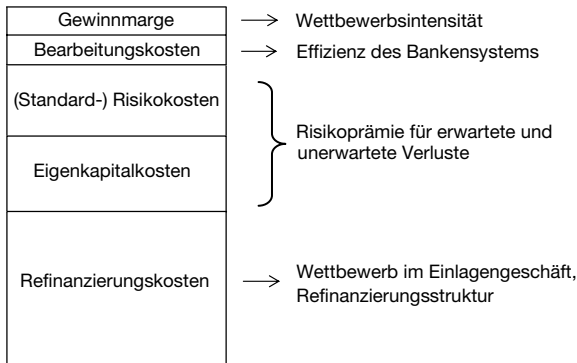 Gewinnmarge
Wettbewerbsintensität
Bearbeitungskosten
Effizienz des Bankensystems
(Standard-) Risikokosten
Eigenkapitalkosten
Risikoprämie für erwartete und
unerwartete Verluste
Refinanzierungskosten
Wettbewerb im Einlagengeschäft,
Refinanzierungsstruktur